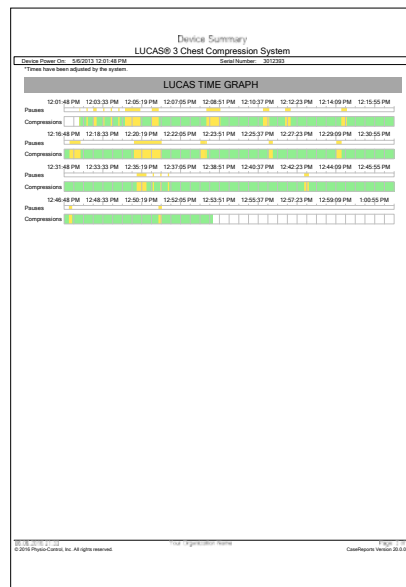 Device Summary
LUCAS® 3 Chest Compression System
Device Power On: 5/6/2013 12:01:48 PM Serial Number: 3012393
*Times have been adjusted by the system.
LUCAS TIME GRAPH
12:01:48 PM 12:03:33 PM 12:05:19 PM 12:07:05 PM 12:08:51 PM 12:10:37 PM 12:12:23 PM 12:14:09 PM 12:15:55 PM
Pauses
Compressions
12:16:48 PM 12:18:33 PM 12:20:19 PM 12:22:05 PM 12:23:51 PM 12:25:37 PM 12:27:23 PM 12:29:09 PM 12:30:55 PM
Pauses
Compressions
12:31:48 PM 12:33:33 PM 12:35:19 PM 12:37:05 PM 12:38:51 PM 12:40:37 PM 12:42:23 PM 12:44:09 PM 12:45:55 PM
Pauses
Compressions
12:46:48 PM 12:48:33 PM 12:50:19 PM 12:52:05 PM 12:53:51 PM 12:55:37 PM 12:57:23 PM 12:59:09 PM 1:00:55 PM
Pauses
Compressions
Your Organization Name
© 2016 Physio-Control, Inc. All rights reserved. CaseReports Version 20.0.0